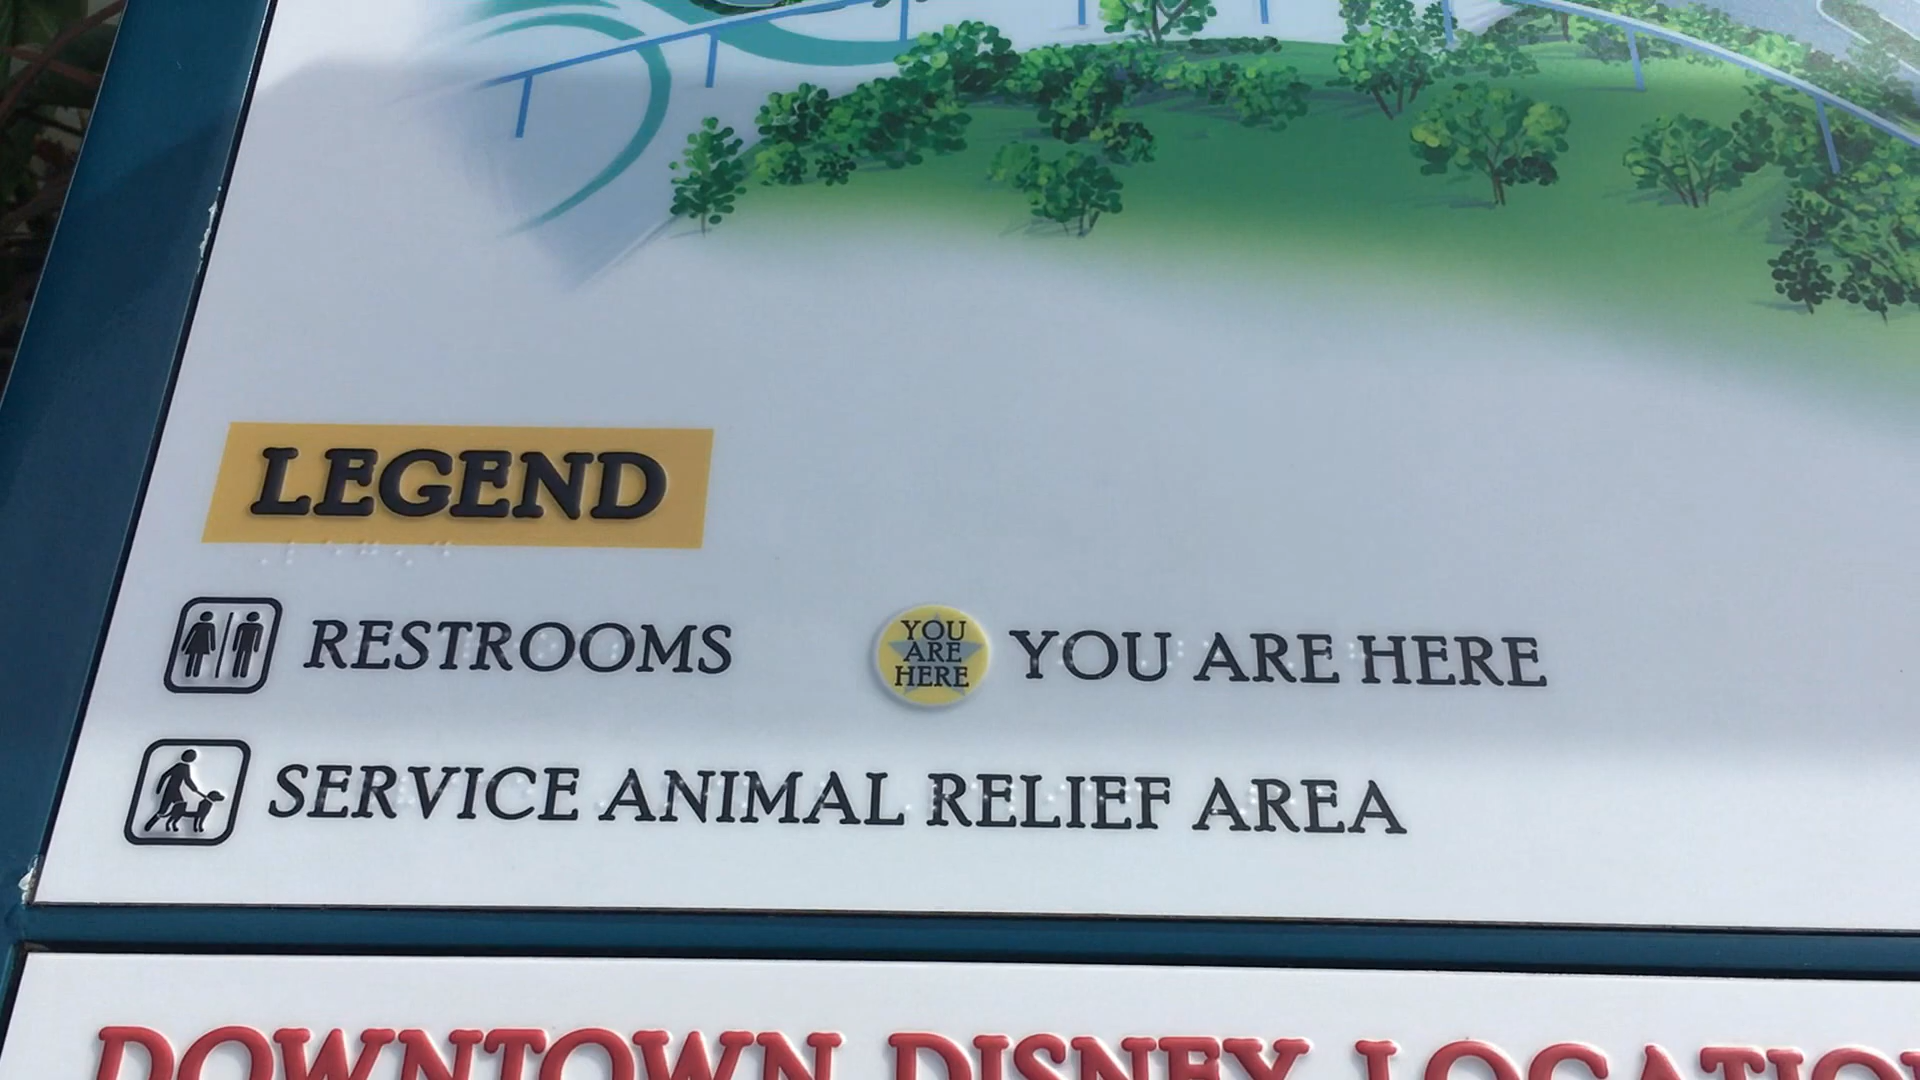 LEGEND
RESTROOMS
YOU
ARE
HERE
YOU ARE HERE
SERVICE ANIMAL RELIEF AREA
DOWNTOWN DISNEY